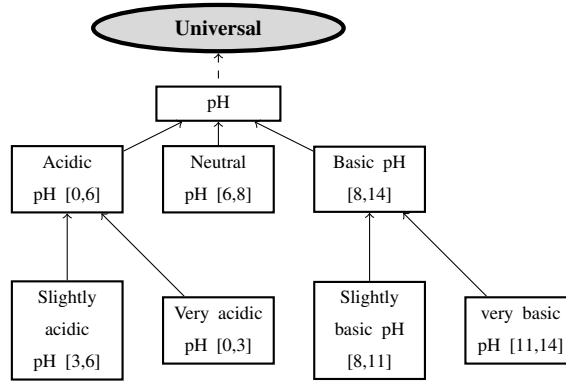 Universal
pH
Acidic
pH [0,6]
Neutral
pH [6,8]
Basic pH
[8,14]
Slightly
acidic
pH [3,6]
Very acidic
pH [0,3]
Slightly
basic pH
[8,11]
very basic
pH [11,14]